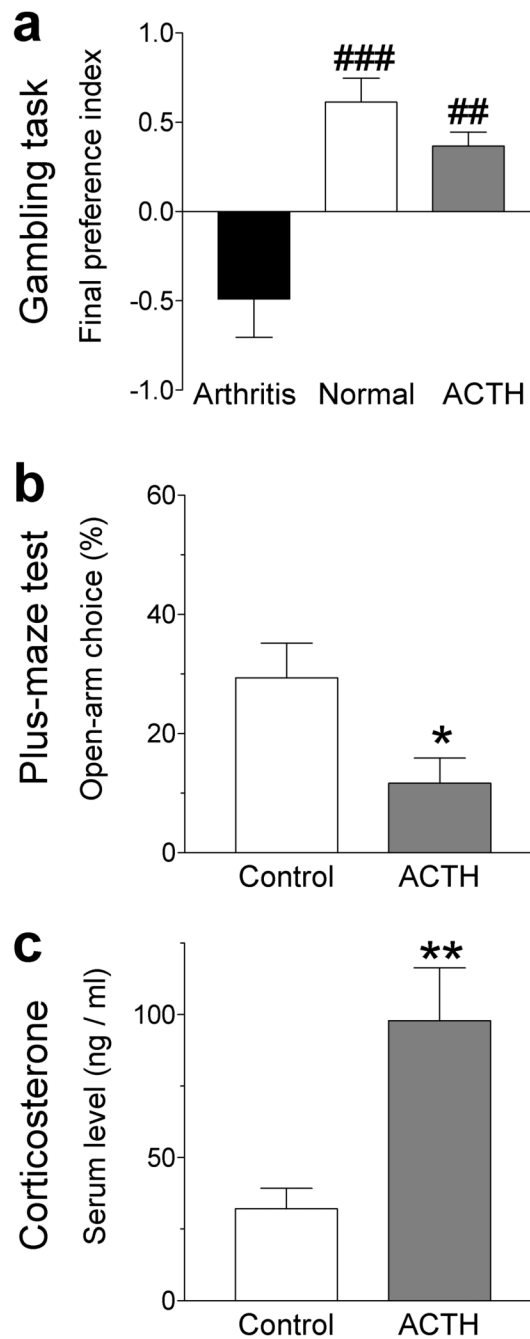 a
Gambling task
Final preference index
1.0
0.5
0.0
-0.5
-1.0
###
##
Arthritis Normal ACTH
b
Plus-maze test
Open-arm choice (%)
60
40
20
0
*
Control ACTH
c
Corticosterone
Serum level (ng / ml)
100
50
0
**
Control ACTH